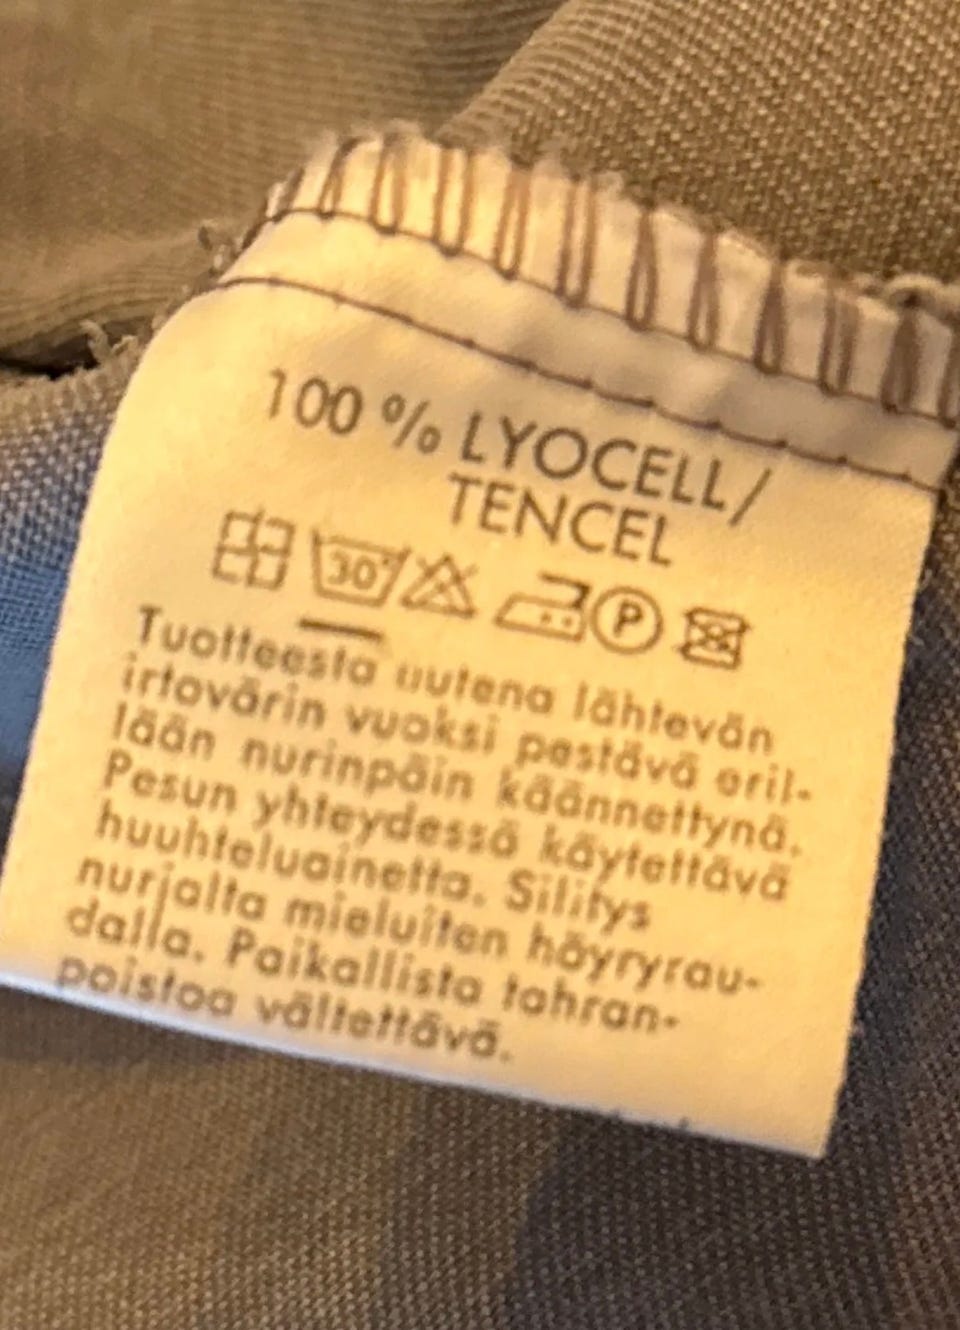 100 % LYOCELL/
TENCEL
30° P
Tuotteesta uutena lähtevän
irtovärin vuoksi pestävä eril-
lään nurinpäin käännettynä.
Pesun yhteydessä käytettävä
huuhteluainetta. Silitys
nurjalta mieluiten höyryrau-
dalla. Paikallista tahran-
poistoa vältettävä.